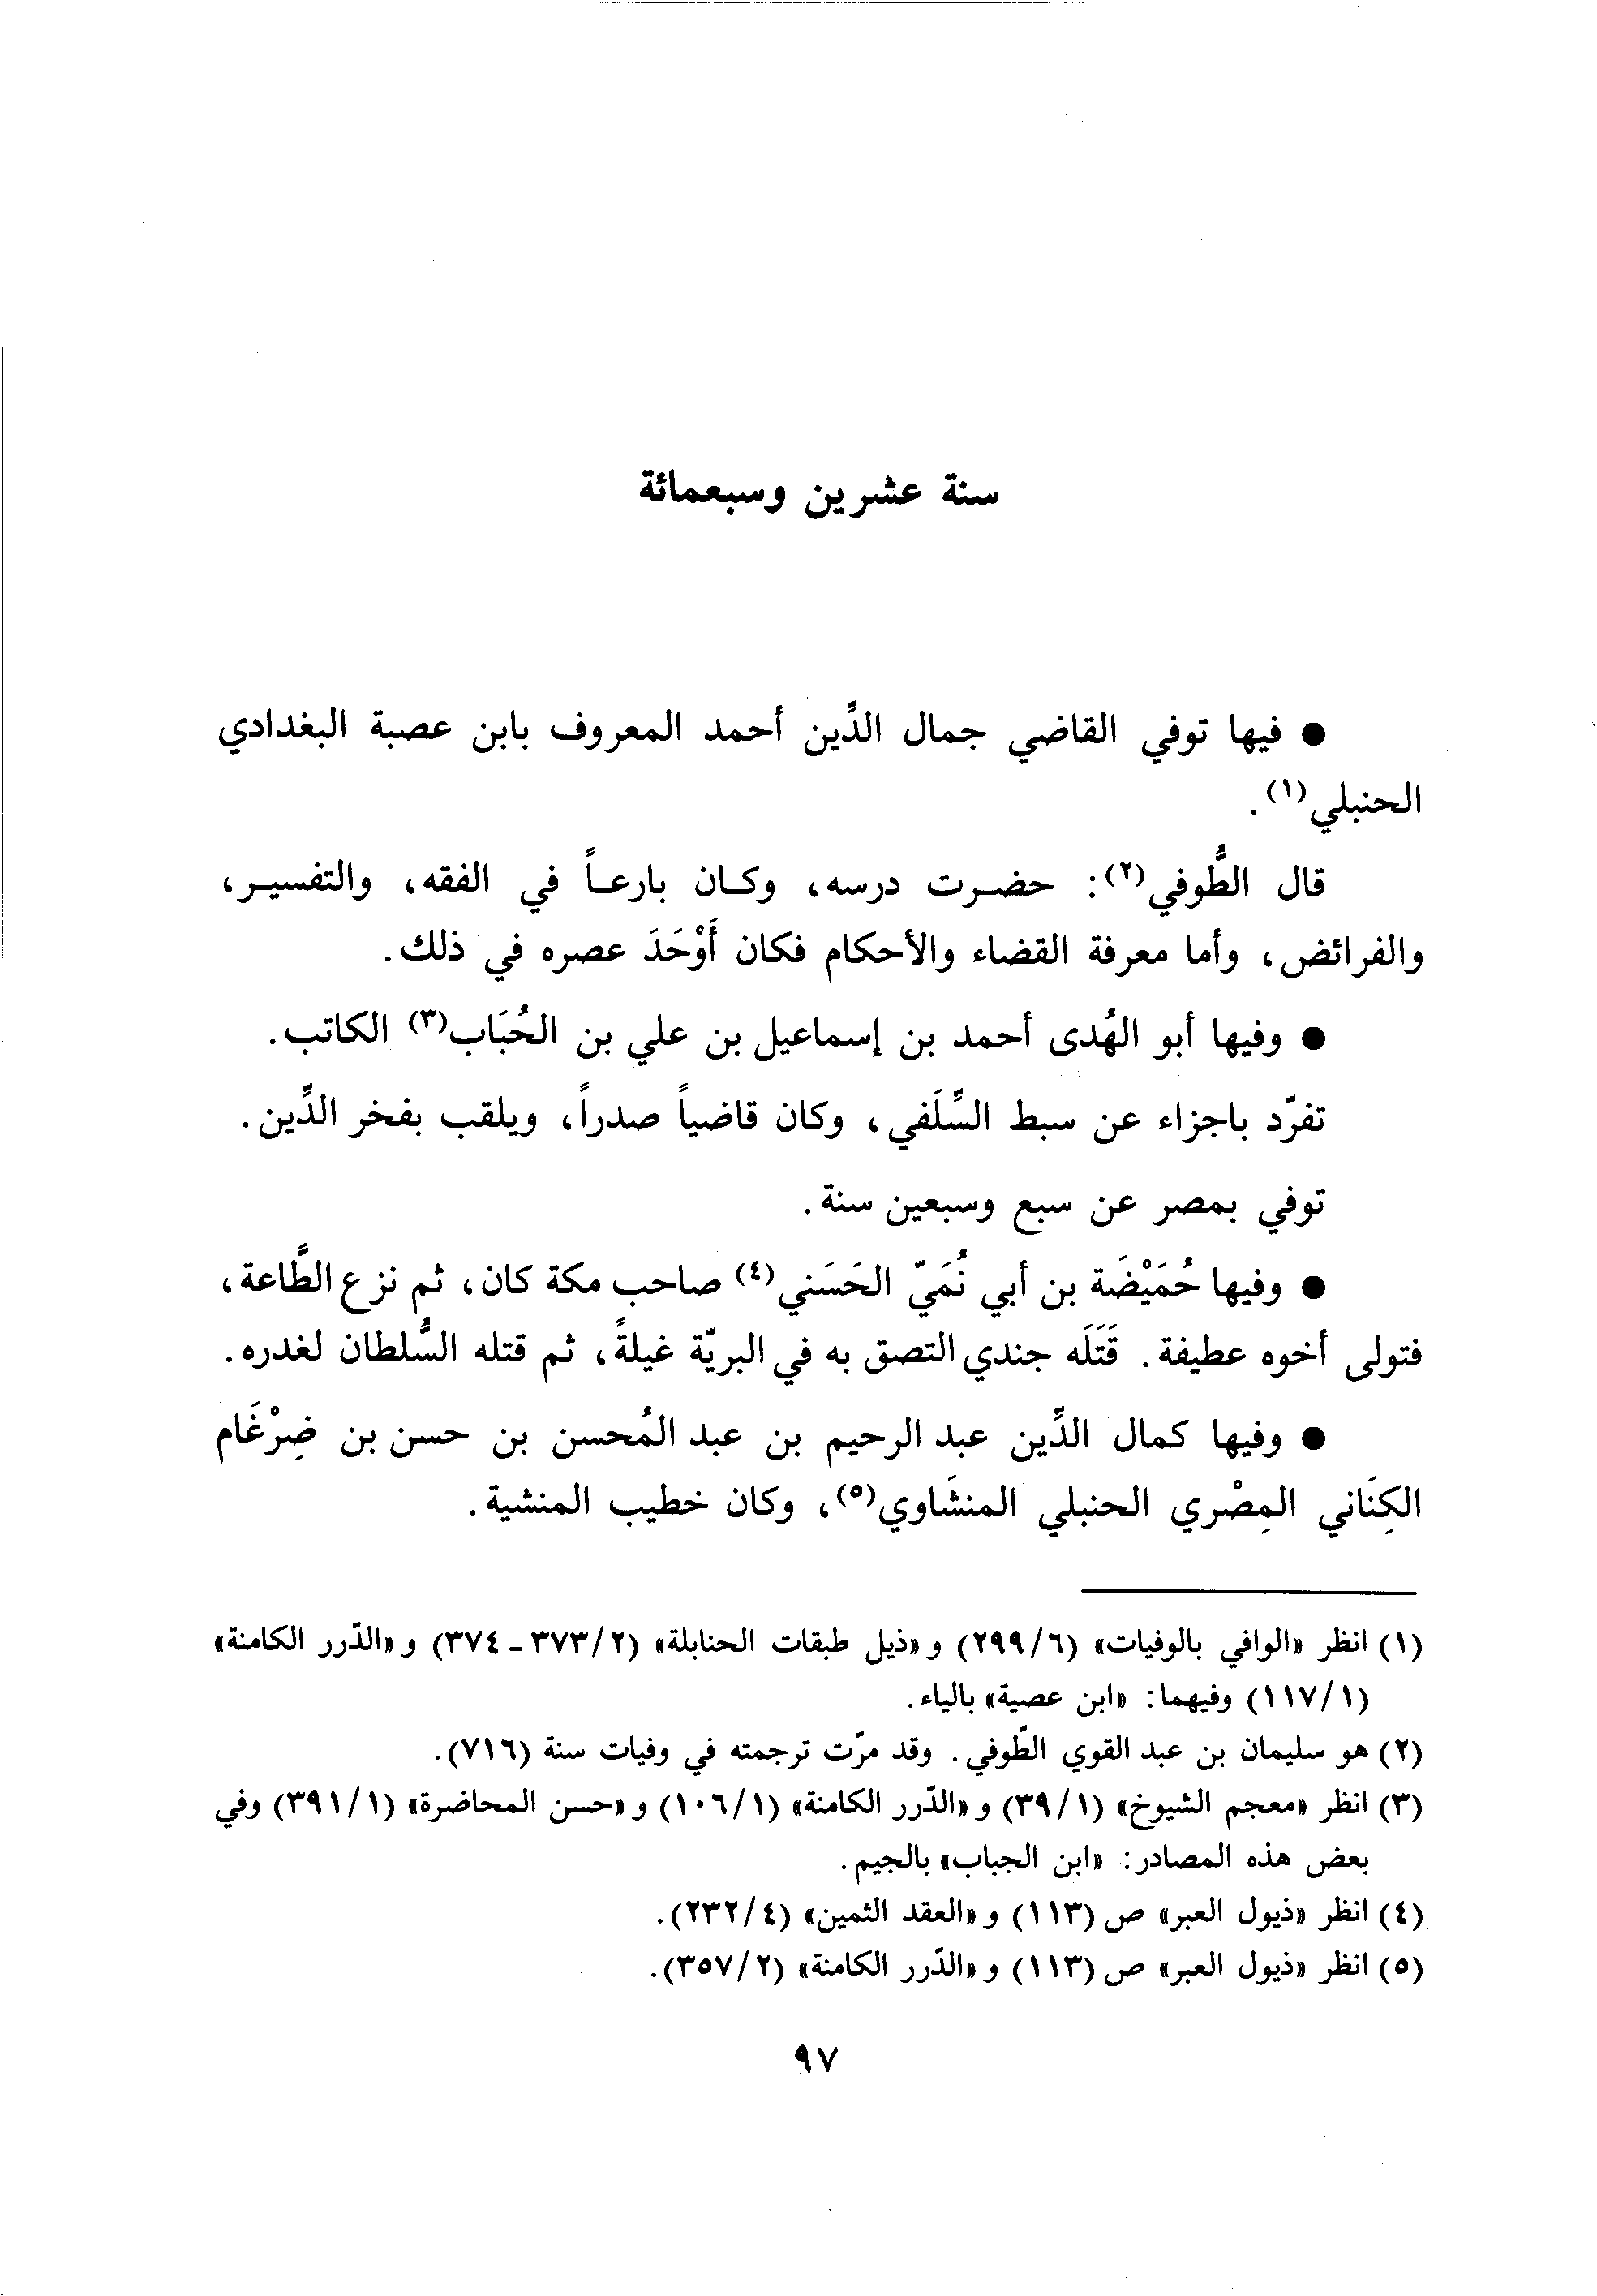 سنة عشرين وسبعمائة
● فيها توفي القاضي جمال الدِّين أحمد المعروف بابن عصبة البغدادي
الحنبلي(١).
قال الطُّوفي(٢): حضرت درسه، وكان بارعاً في الفقه، والتفسير،
والفرائض، وأما معرفة القضاء والأحكام فكان أَوْحَدَ عصره في ذلك.
● وفيها أبو الهُدى أحمد بن إسماعيل بن علي بن الحُبَاب(٣) الكاتب.
تفرّد باجزاء عن سبط السِّلَفي، وكان قاضياً صدراً، ويلقب بفخر الدِّين.
توفي بمصر عن سبع وسبعين سنة.
● وفيها حُمَيْضَة بن أبي نُمَيّ الحَسَني(٤) صاحب مكة كان، ثم نزع الطَّاعة،
فتولى أخوه عطيفة. قَتَلَه جندي التصق به في البريّة غيلةً، ثم قتله السُّلطان لغدره.
● وفيها كمال الدِّين عبد الرحيم بن عبد المُحسن بن حسن بن ضِرْغَام
الكِنَاني المِصْري الحنبلي المنشَاوي(٥)، وكان خطيب المنشية.
(١) انظر «الوافي بالوفيات» (٢٩٩/٦) و «ذيل طبقات الحنابلة» (٣٧٣/٢ ـ ٣٧٤) و «الدّرر الكامنة»
(١١٧/١) وفيهما: «ابن عصية» بالياء.
(٢) هو سليمان بن عبد القوي الطّوفي. وقد مرّت ترجمته في وفيات سنة (٧١٦).
(٣) انظر «معجم الشيوخ» (٣٩/١) و «الدّرر الكامنة» (١٠٦/١) و «حسن المحاضرة» (٣٩١/١) وفي
بعض هذه المصادر: «ابن الجباب» بالجيم.
(٤) انظر «ذيول العبر» ص (١١٣) و «العقد الثمين» (٢٣٢/٤).
(٥) انظر «ذيول العبر» ص (١١٣) و «الدّرر الكامنة» (٣٥٧/٢).
٩٧